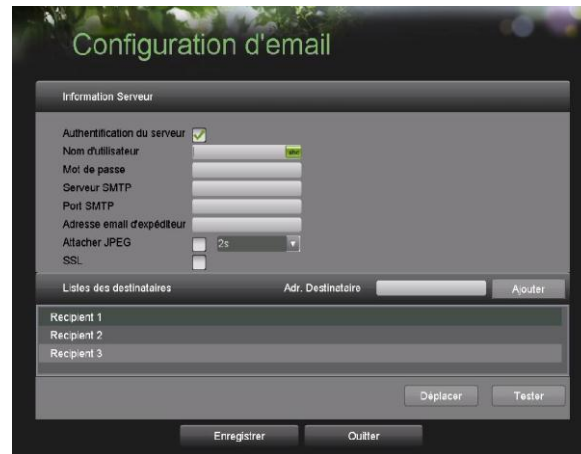 Configuration d'email
Information Serveur
Authentification du serveur
Nom d'utilisateur
Mot de passe
Serveur SMTP
Port SMTP
Adresse email d'expéditeur
Attacher JPEG 2s
SSL
Listes des destinataires Adr. Destinataire Ajouter
Recipient 1
Recipient 2
Recipient 3
Déplacer Tester
Enregistrer Quitter